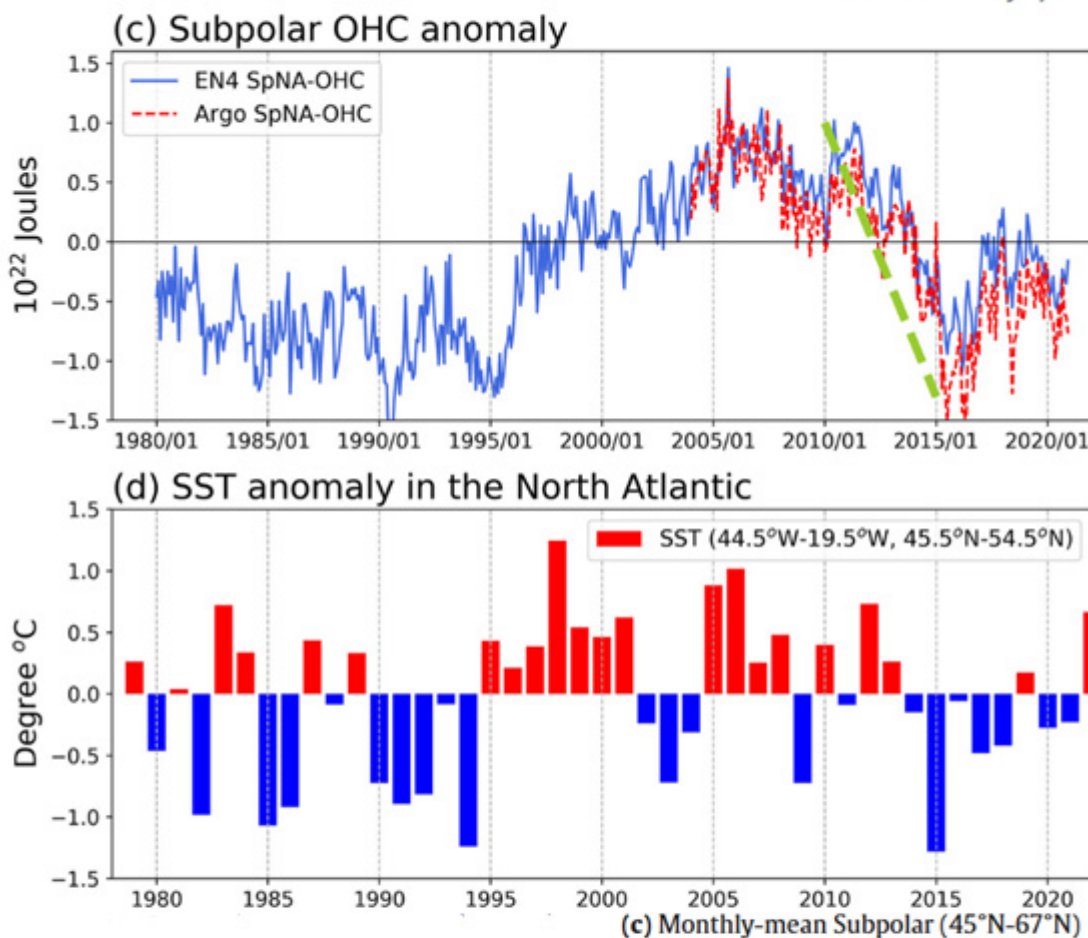 (c) Subpolar OHC anomaly
1.5
1.0
0.5
0.0
−0.5
−1.0
−1.5
10²² Joules
EN4 SpNA-OHC
Argo SpNA-OHC
1980/01 1985/01 1990/01 1995/01 2000/01 2005/01 2010/01 2015/01 2020/01
(d) SST anomaly in the North Atlantic
1.5
1.0
0.5
0.0
−0.5
−1.0
−1.5
Degree °C
SST (44.5°W-19.5°W, 45.5°N-54.5°N)
1980 1985 1990 1995 2000 2005 2010 2015 2020
(c) Monthly-mean Subpolar (45°N-67°N)